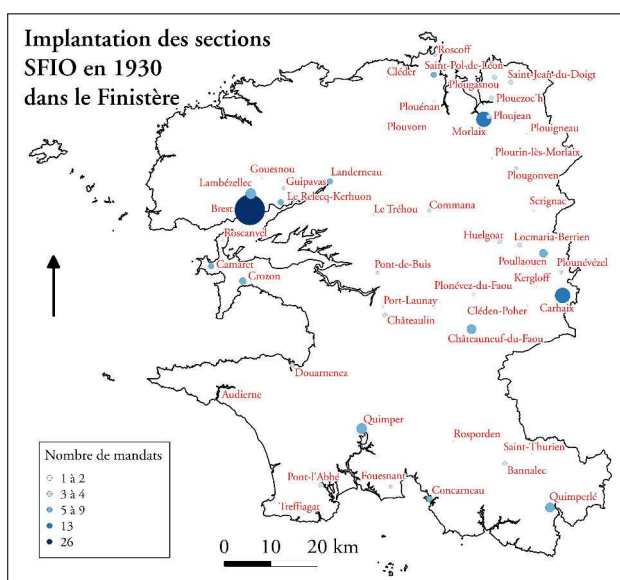 Implantation des sections
SFIO en 1930
dans le Finistère
Roscoff
Saint-Pol-de-Léon
Cléder
Plougasnou
Saint-Jean-du-Doigt
Plouezoc'h
Plouénan
Ploujean
Plouvorn
Morlaix
Plouigneau
Plourin-lès-Morlaix
Gouesnou
Landerneau
Plougonven
Lambézellec
Guipavas
Le Relecq-Kerhuon
Scrignac
Brest
Le Tréhou
Commana
Roscanvel
Huelgoat
Locmaria-Berrien
Poullaouen
Camaret
Pont-de-Buis
Plounévézel
Crozon
Kergloff
Plonévez-du-Faou
Port-Launay
Cléden-Poher
Carhaix
Châteaulin
Châteauneuf-du-Faou
Douarnenez
Audierne
Quimper
Rosporden
Saint-Thurien
Nombre de mandats
1 à 2
3 à 4
5 à 9
13
26
Bannalec
Pont-l'Abbé
Fouesnant
Concarneau
Quimperlé
Treffiagat
0 10 20 km